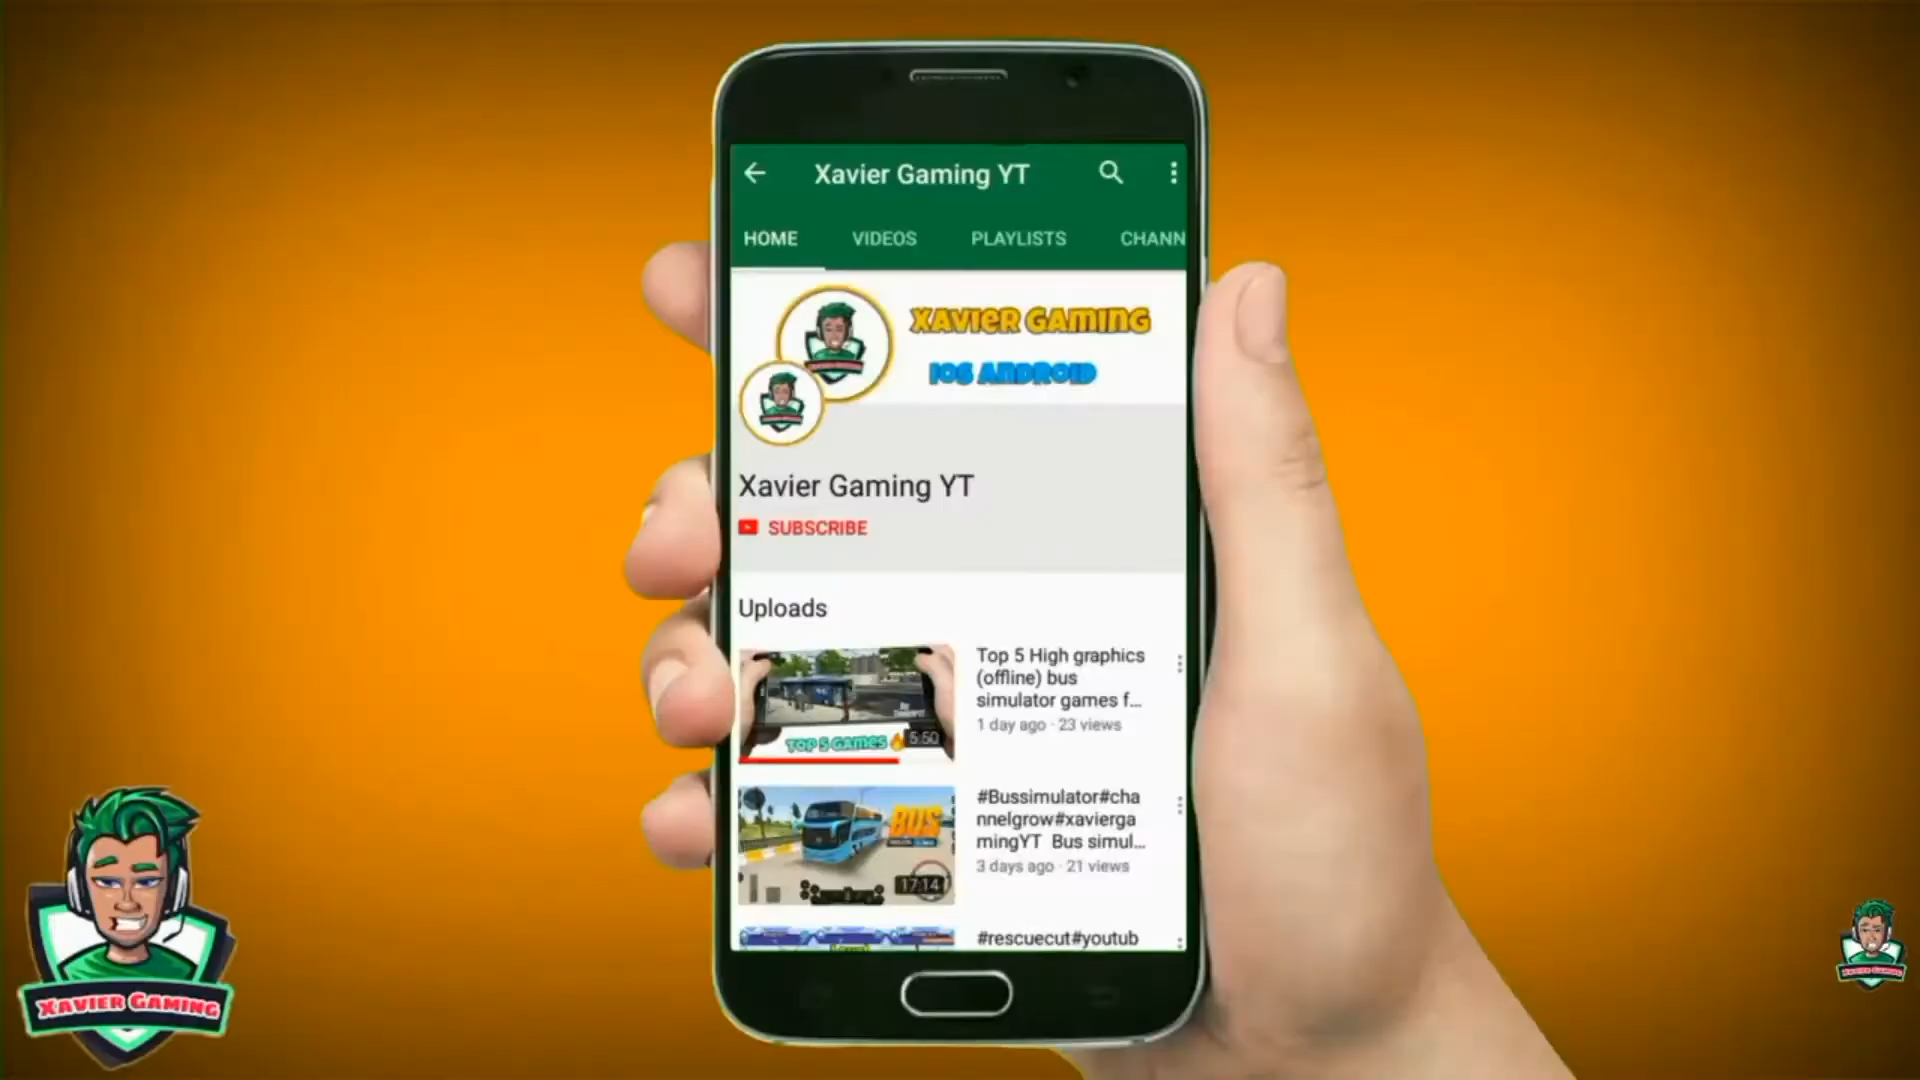 Xavier Gaming YT
HOME VIDEOS PLAYLISTS CHANN
XAVIER GAMING
IOS ANDROID
Xavier Gaming YT
SUBSCRIBE
Uploads
Top 5 High graphics
(offline) bus
simulator games f...
1 day ago · 23 views
TOP 5 GAMES
5:50
#Bussimulator#cha
nnelgrow#xavierga
mingYT Bus simul...
3 days ago · 21 views
BUS
17:14
#rescuecut#youtub
XAVIER GAMING